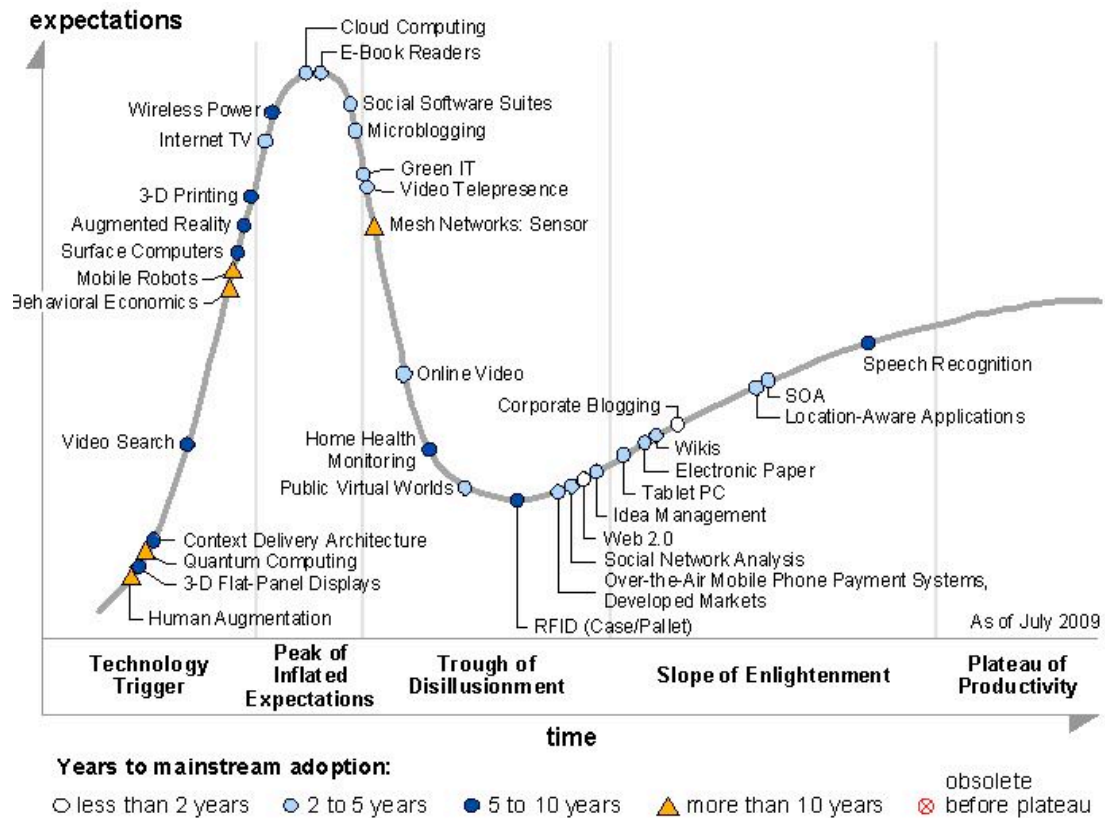 expectations
Cloud Computing
E-Book Readers
Wireless Power
Social Software Suites
Internet TV
Microblogging
Green IT
3-D Printing
Video Telepresence
Augmented Reality
Mesh Networks: Sensor
Surface Computers
Mobile Robots
Behavioral Economics
Online Video
Speech Recognition
SOA
Corporate Blogging
Location-Aware Applications
Video Search
Home Health
Monitoring
Wikis
Electronic Paper
Public Virtual Worlds
Tablet PC
Idea Management
Web 2.0
Context Delivery Architecture
Quantum Computing
Social Network Analysis
3-D Flat-Panel Displays
Over-the-Air Mobile Phone Payment Systems,
Developed Markets
Human Augmentation
RFID (Case/Pallet)
As of July 2009
Technology
Trigger
Peak of
Inflated
Expectations
Trough of
Disillusionment
Slope of Enlightenment
Plateau of
Productivity
time
Years to mainstream adoption:
less than 2 years
2 to 5 years
5 to 10 years
more than 10 years
obsolete
before plateau